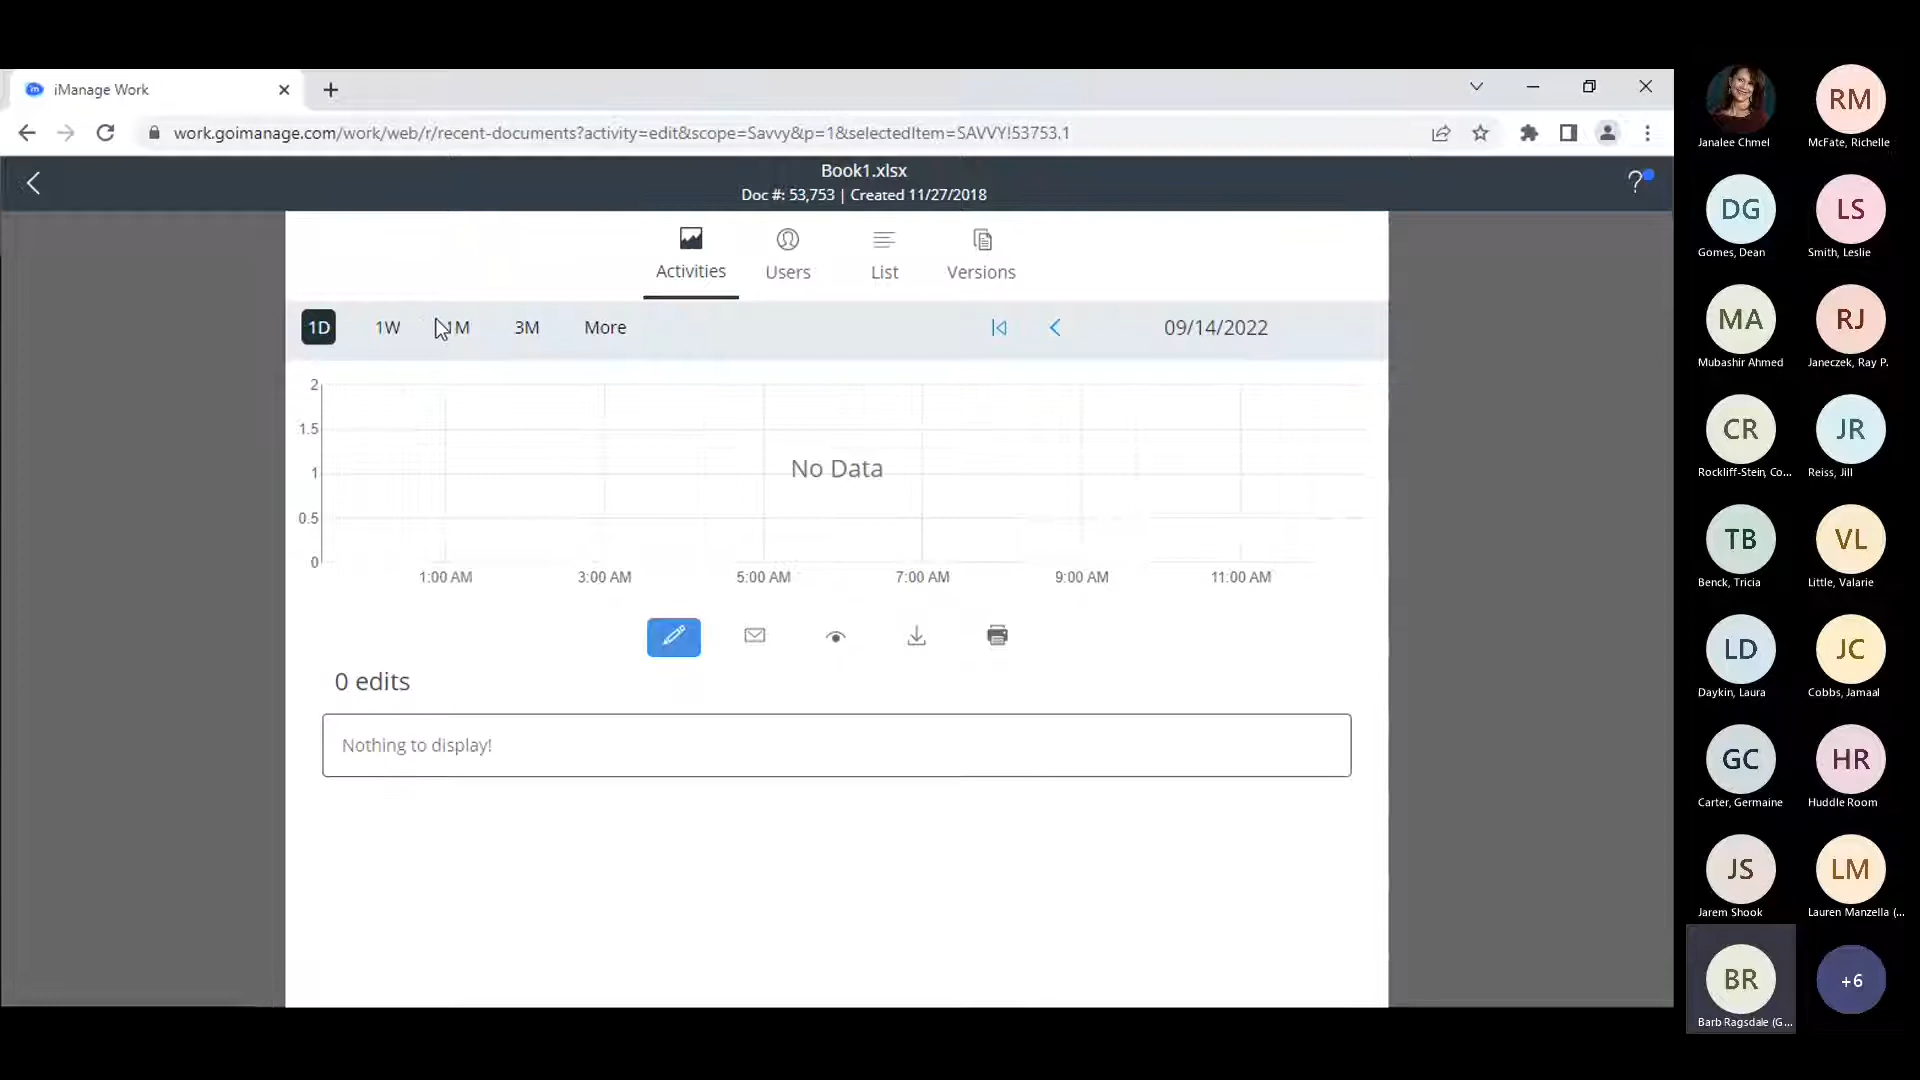 iManage Work
work.goimanage.com/work/web/r/recent-documents?activity=edit&scope=Savvy&p=1&selectedItem=SAVVY!53753.1
Book1.xlsx
Doc #: 53,753 | Created 11/27/2018
?
Activities
Users
List
Versions
1D
1W
1M
3M
More
09/14/2022
2
1.5
1
0.5
0
No Data
1:00 AM
3:00 AM
5:00 AM
7:00 AM
9:00 AM
11:00 AM
0 edits
Nothing to display!
Janalee Chmel
RM
McFate, Richelle
DG
Gomes, Dean
LS
Smith, Leslie
MA
Mubashir Ahmed
RJ
Janeczek, Ray P.
CR
Rockliff-Stein, Co...
JR
Reiss, Jill
TB
Benck, Tricia
VL
Little, Valarie
LD
Daykin, Laura
JC
Cobbs, Jamaal
GC
Carter, Germaine
HR
Huddle Room
JS
Jarem Shook
LM
Lauren Manzella (...
BR
Barb Ragsdale (G...
+6